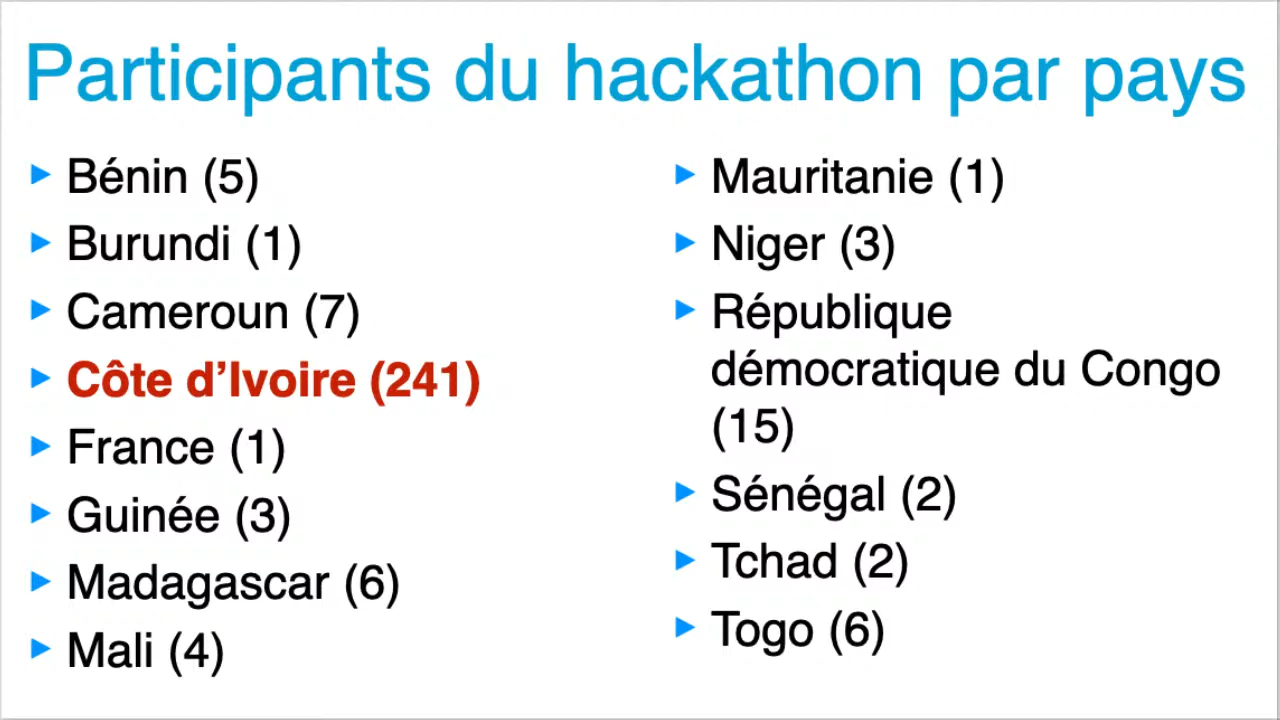 Participants du hackathon par pays
Bénin (5)
Burundi (1)
Cameroun (7)
Côte d’Ivoire (241)
France (1)
Guinée (3)
Madagascar (6)
Mali (4)
Mauritanie (1)
Niger (3)
République
démocratique du Congo
(15)
Sénégal (2)
Tchad (2)
Togo (6)